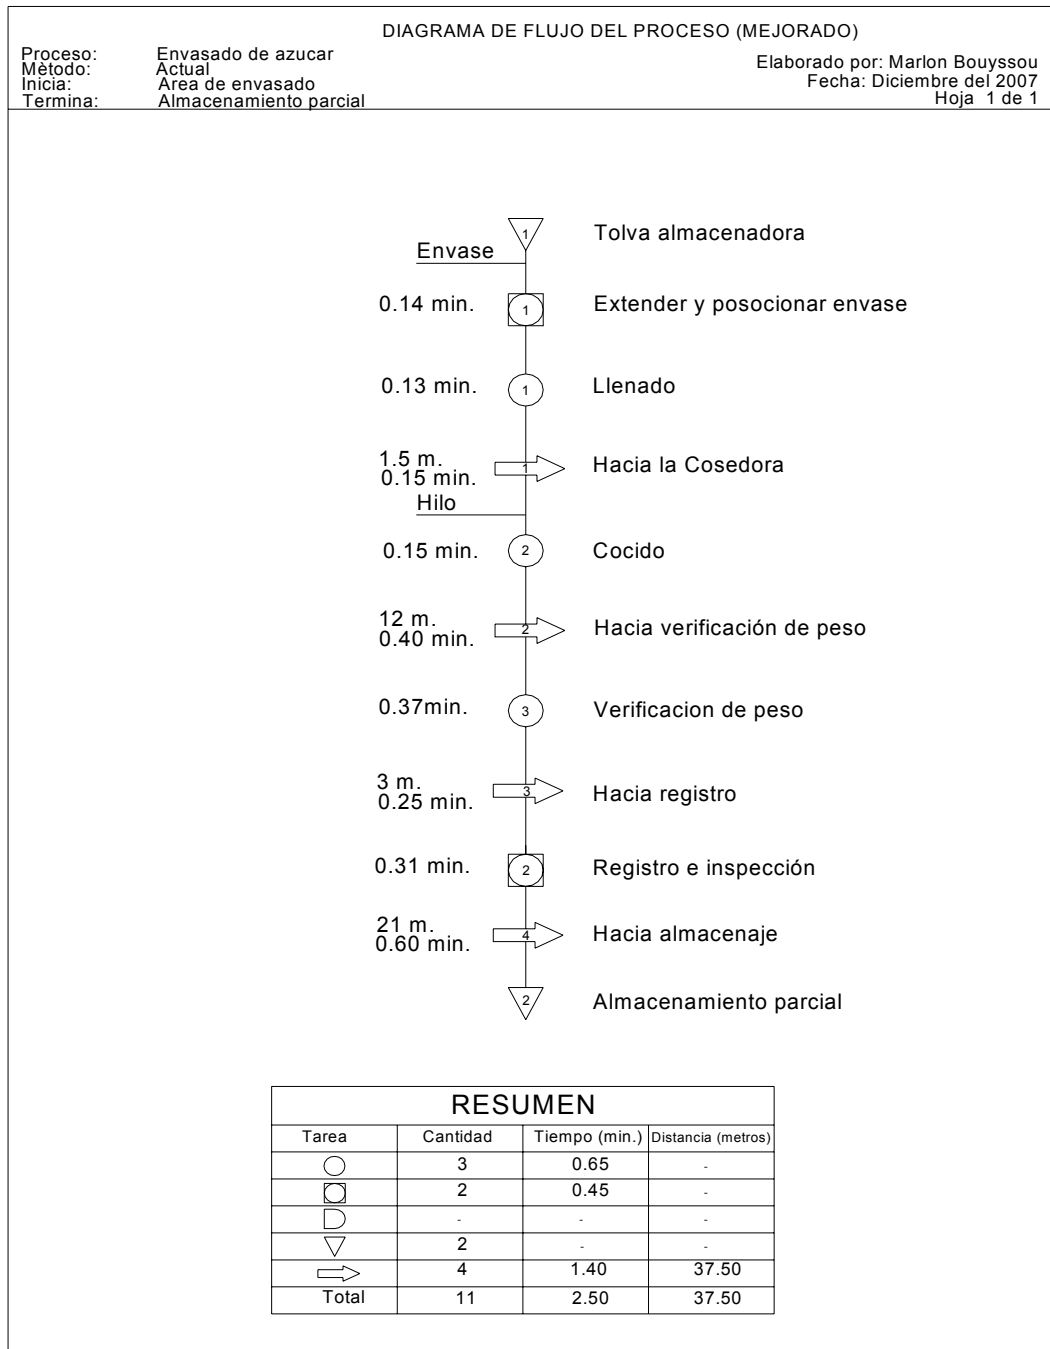 DIAGRAMA DE FLUJO DEL PROCESO (MEJORADO)
Proceso: Envasado de azucar
Mètodo: Actual
Inicia: Area de envasado
Termina: Almacenamiento parcial
Elaborado por: Marlon Bouyssou
Fecha: Diciembre del 2007
Hoja 1 de 1
1 Tolva almacenadora
Envase
0.14 min. 1 Extender y posocionar envase
0.13 min. 1 Llenado
1.5 m.
0.15 min. 1 Hacia la Cosedora
Hilo
0.15 min. 2 Cocido
12 m.
0.40 min. 2 Hacia verificación de peso
0.37min. 3 Verificacion de peso
3 m.
0.25 min. 3 Hacia registro
0.31 min. 2 Registro e inspección
21 m.
0.60 min. 4 Hacia almacenaje
2 Almacenamiento parcial
RESUMEN
Tarea Cantidad Tiempo (min.) Distancia (metros)
3 0.65 -
2 0.45 -
- - -
2 - -
4 1.40 37.50
Total 11 2.50 37.50